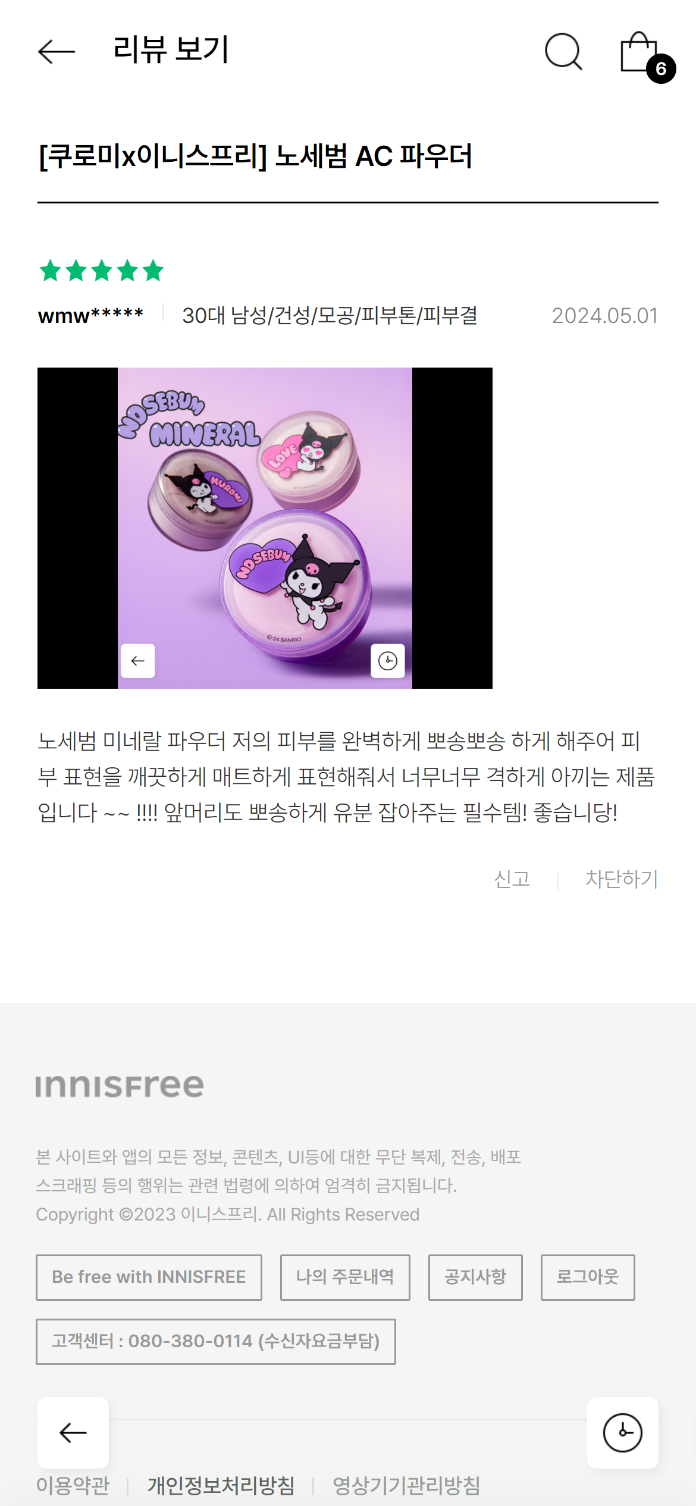 리뷰 보기
6
[쿠로미x이니스프리] 노세범 AC 파우더
wmw*****
30대 남성/건성/모공/피부톤/피부결
2024.05.01
NOSEBUM
MINERAL
LOVE
KUROMI
NOSEBUM
©'24 SANRIO
노세범 미네랄 파우더 저의 피부를 완벽하게 뽀송뽀송 하게 해주어 피
부 표현을 깨끗하게 매트하게 표현해줘서 너무너무 격하게 아끼는 제품
입니다 ~~ !!!! 앞머리도 뽀송하게 유분 잡아주는 필수템! 좋습니당!
신고
차단하기
innisfree
본 사이트와 앱의 모든 정보, 콘텐츠, UI등에 대한 무단 복제, 전송, 배포
스크래핑 등의 행위는 관련 법령에 의하여 엄격히 금지됩니다.
Copyright ©2023 이니스프리. All Rights Reserved
Be free with INNISFREE
나의 주문내역
공지사항
로그아웃
고객센터 : 080-380-0114 (수신자요금부담)
이용약관
개인정보처리방침
영상기기관리방침